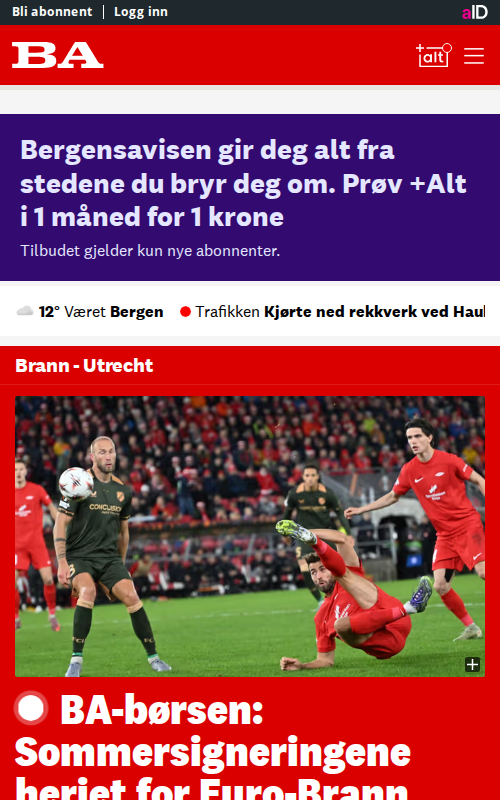 Bli abonnent | Logg inn
aID
BA
+alt
Bergensavisen gir deg alt fra
stedene du bryr deg om. Prøv +Alt
i 1 måned for 1 krone
Tilbudet gjelder kun nye abonnenter.
12° Været Bergen
Trafikken Kjørte ned rekkverk ved Hauk
Brann - Utrecht
CONCLUSION
BA-børsen:
Sommersigneringene
herjet for Euro-Brann